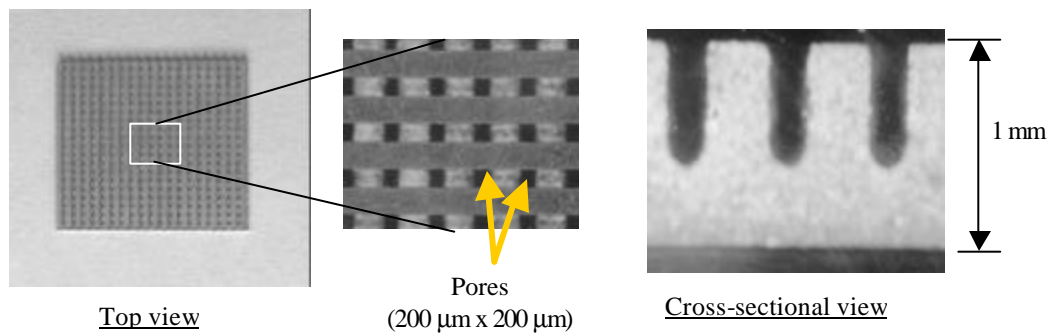 1 mm
Pores
(200 μm x 200 μm)
Top view
Cross-sectional view